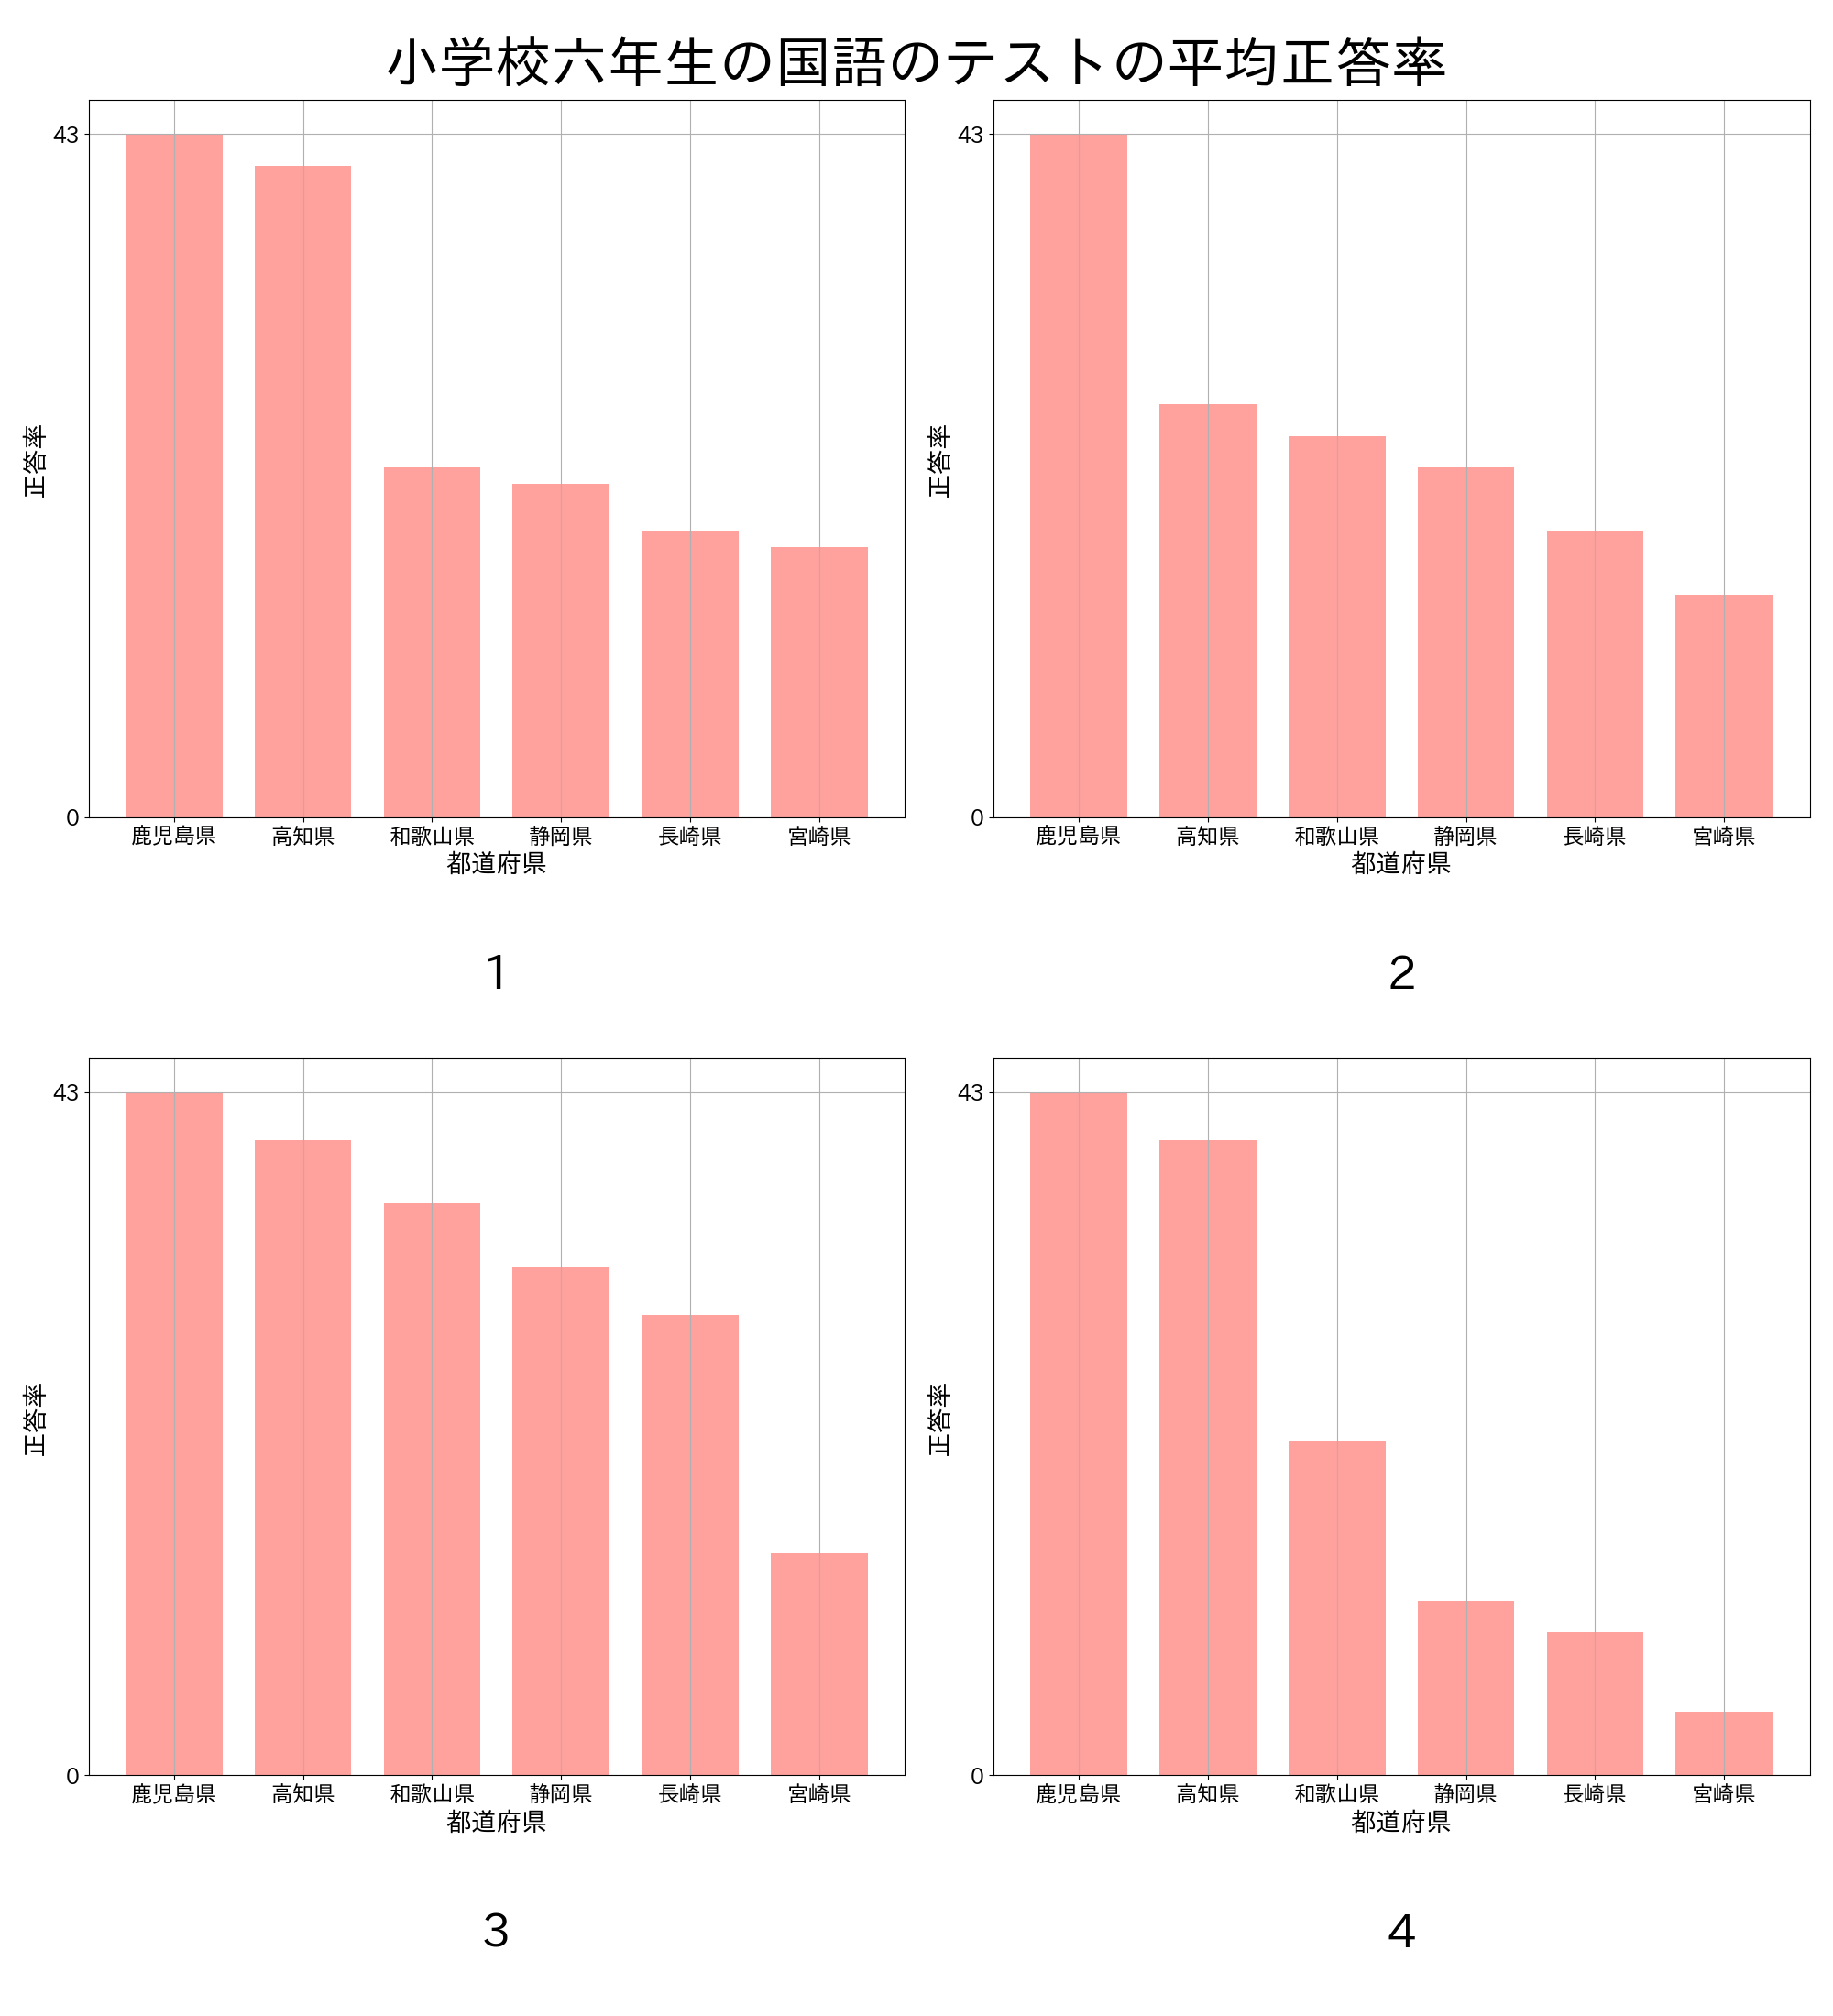 小学校六年生の国語のテストの平均正答率
43
0
正答率
鹿児島県 高知県 和歌山県 静岡県 長崎県 宮崎県
都道府県
1
43
0
正答率
鹿児島県 高知県 和歌山県 静岡県 長崎県 宮崎県
都道府県
2
43
0
正答率
鹿児島県 高知県 和歌山県 静岡県 長崎県 宮崎県
都道府県
3
43
0
正答率
鹿児島県 高知県 和歌山県 静岡県 長崎県 宮崎県
都道府県
4